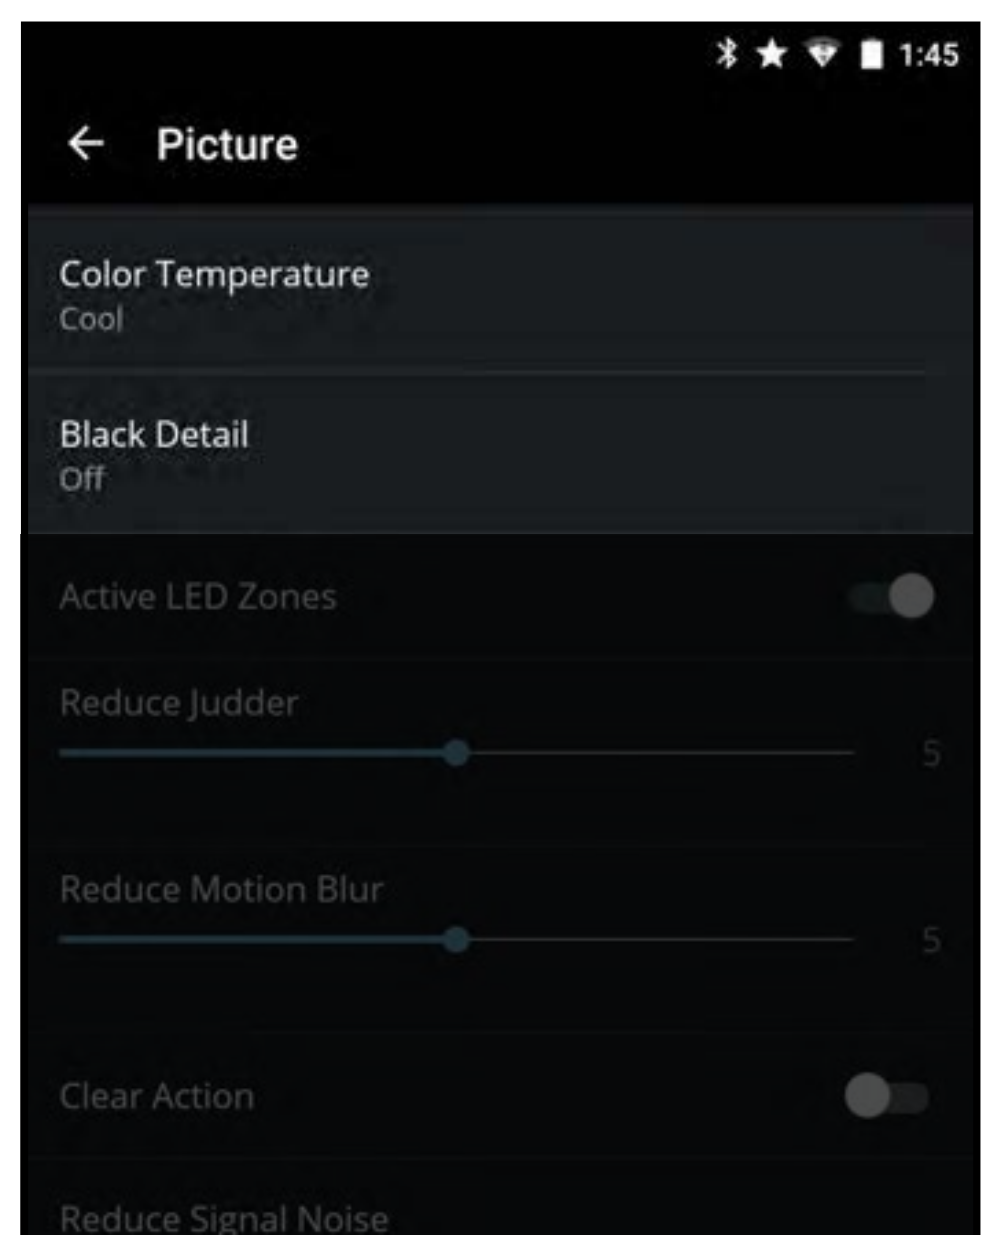 1:45
Picture
Color Temperature
Cool
Black Detail
Off
Active LED Zones
Reduce Judder
5
Reduce Motion Blur
5
Clear Action
Reduce Signal Noise